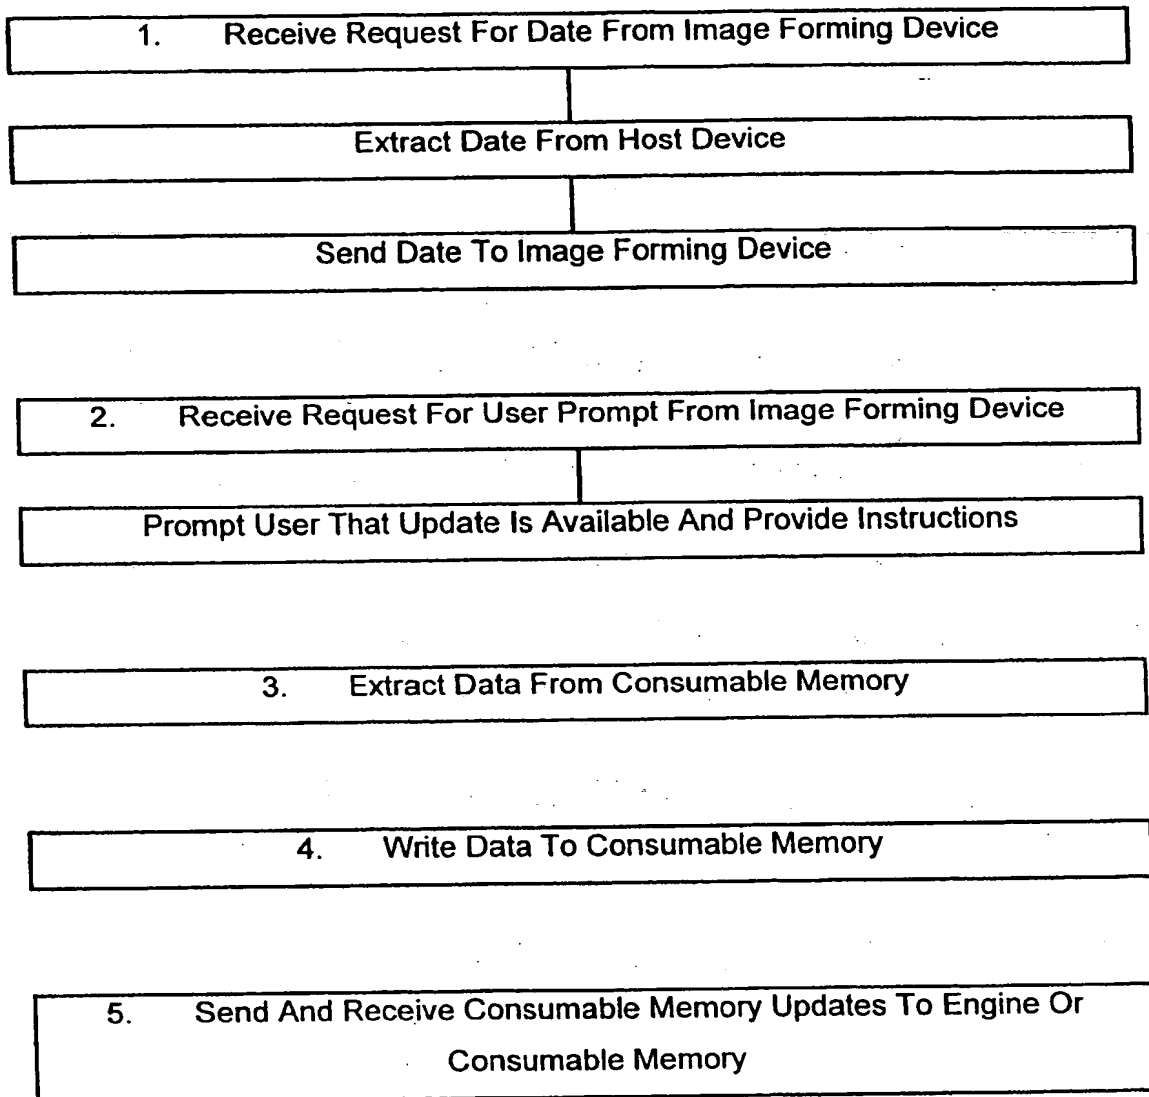 1. Receive Request For Date From Image Forming Device
Extract Date From Host Device
Send Date To Image Forming Device
2. Receive Request For User Prompt From Image Forming Device
Prompt User That Update Is Available And Provide Instructions
3. Extract Data From Consumable Memory
4. Write Data To Consumable Memory
5. Send And Receive Consumable Memory Updates To Engine Or
Consumable Memory